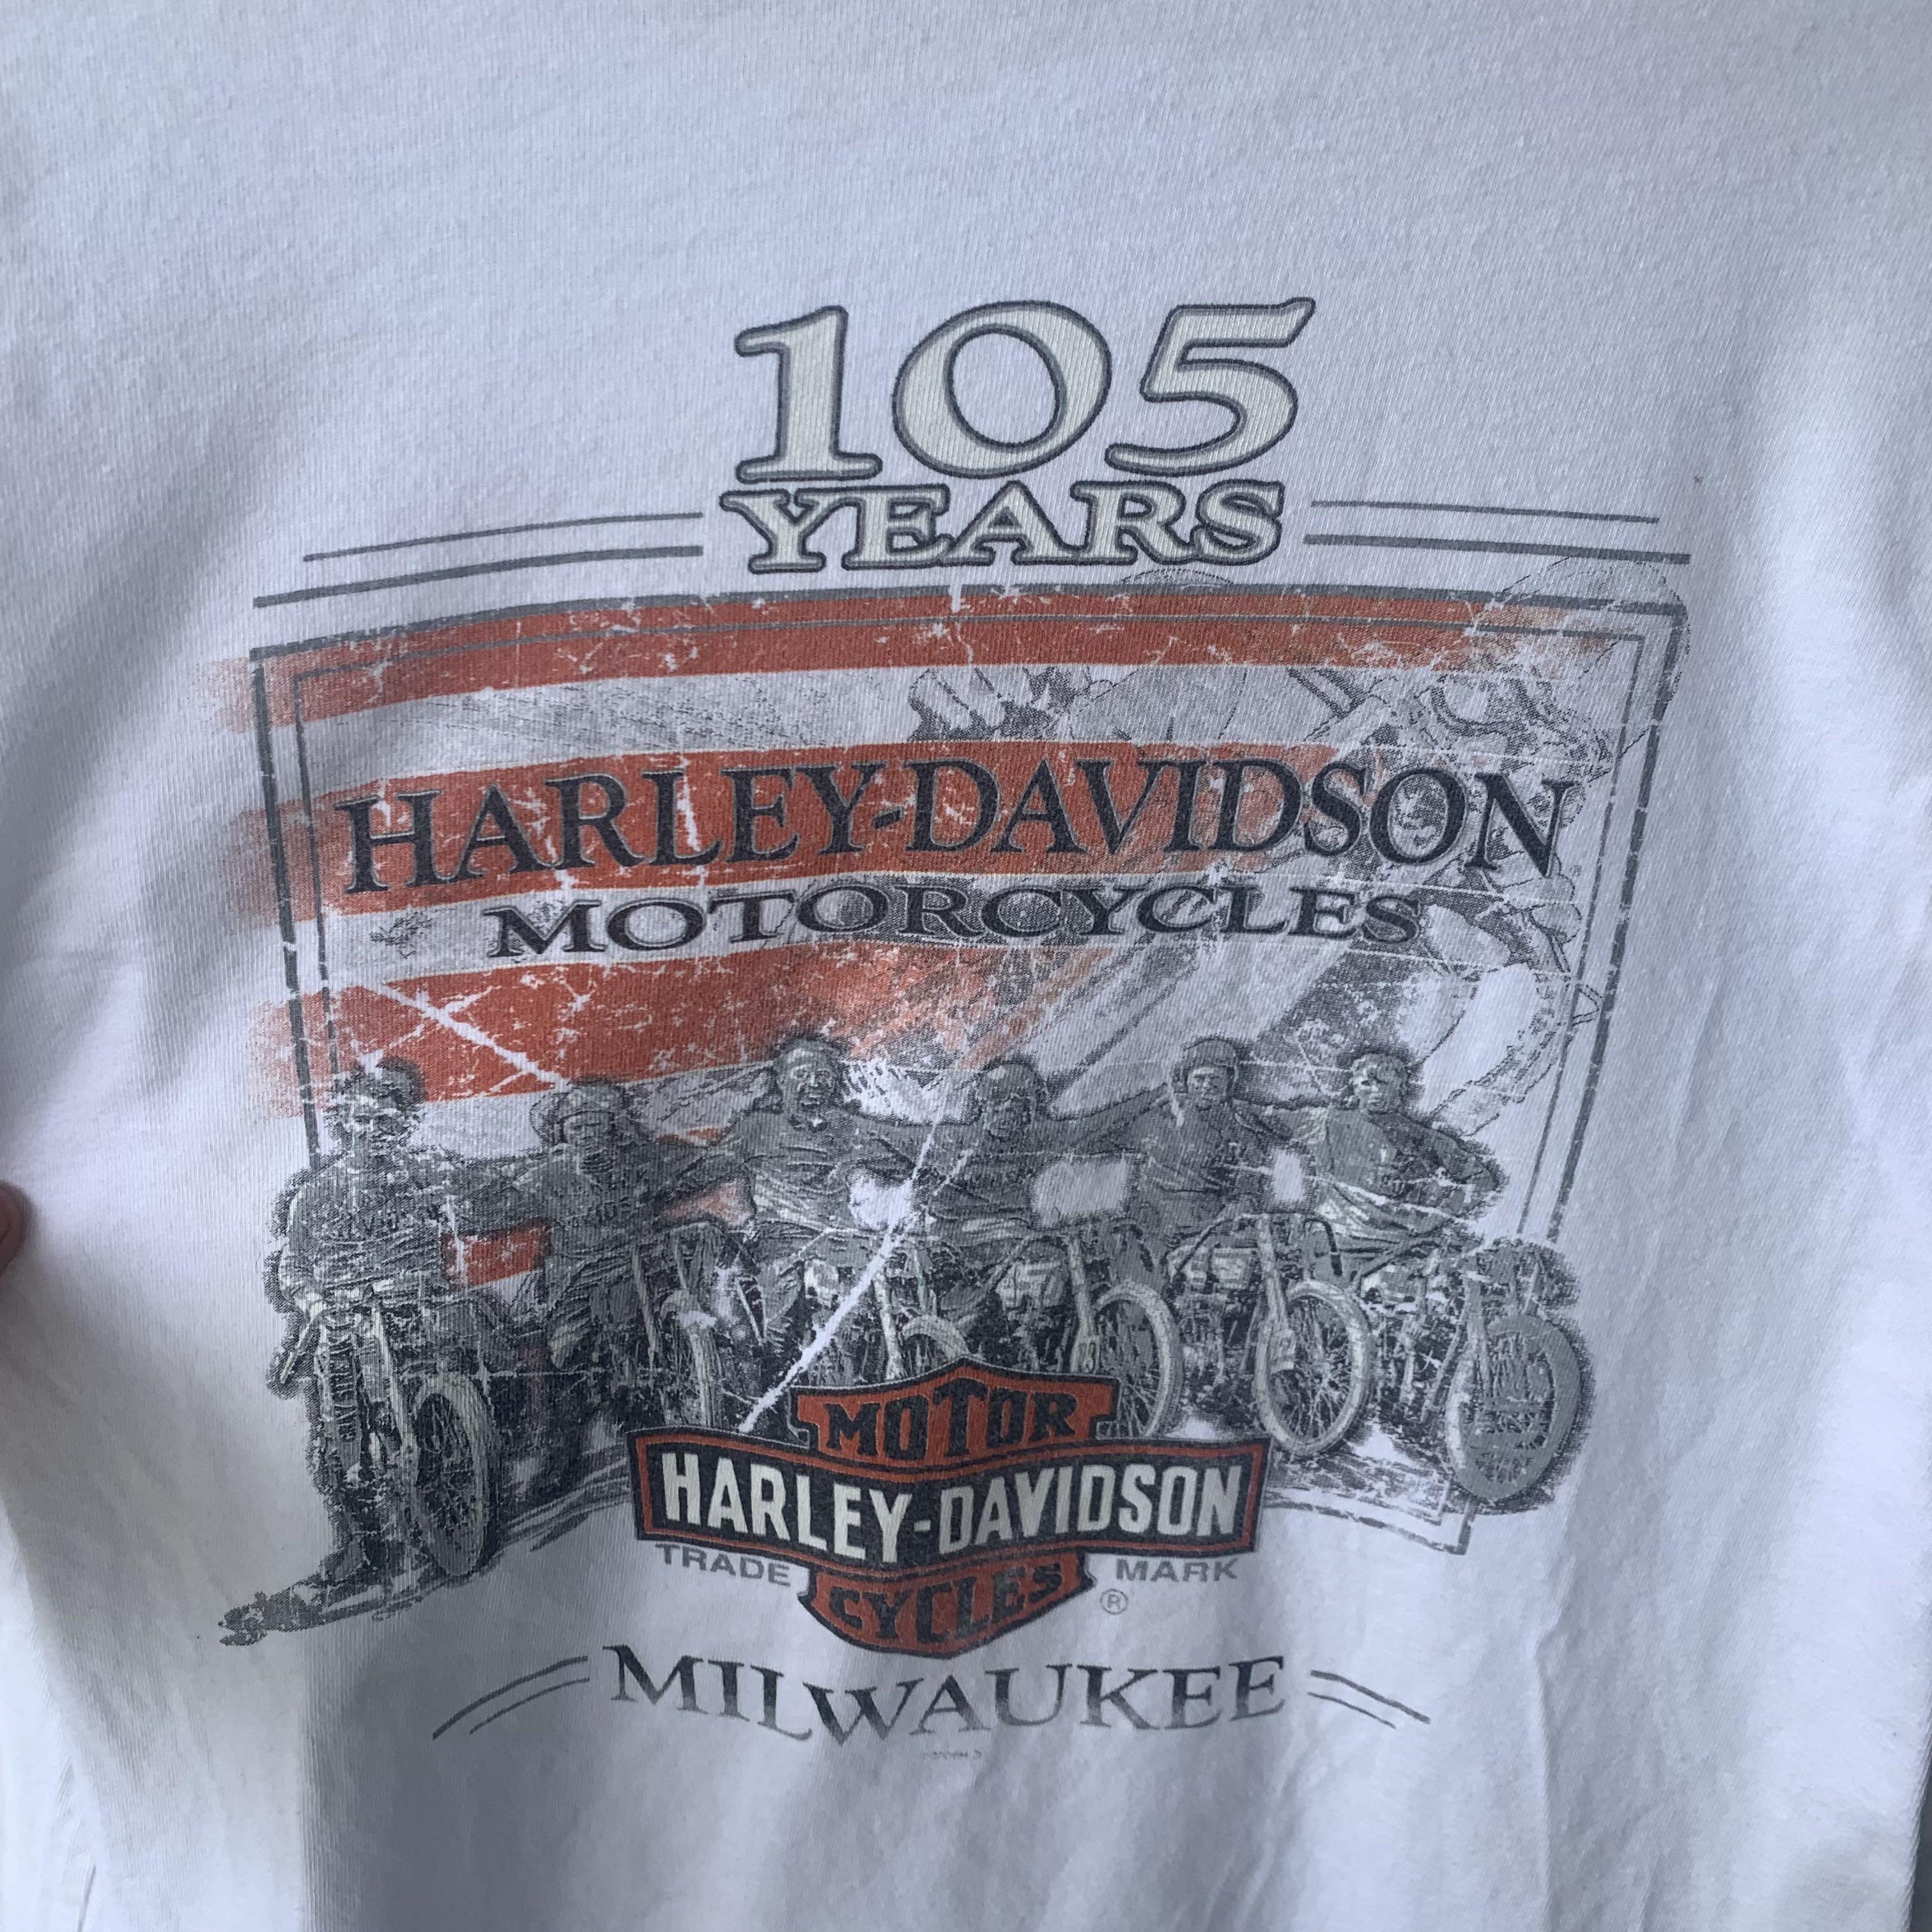 105
YEARS
HARLEY-DAVIDSON
MOTORCYCLES
MOTOR
HARLEY-DAVIDSON
TRADE MARK
CYCLES ®
MILWAUKEE